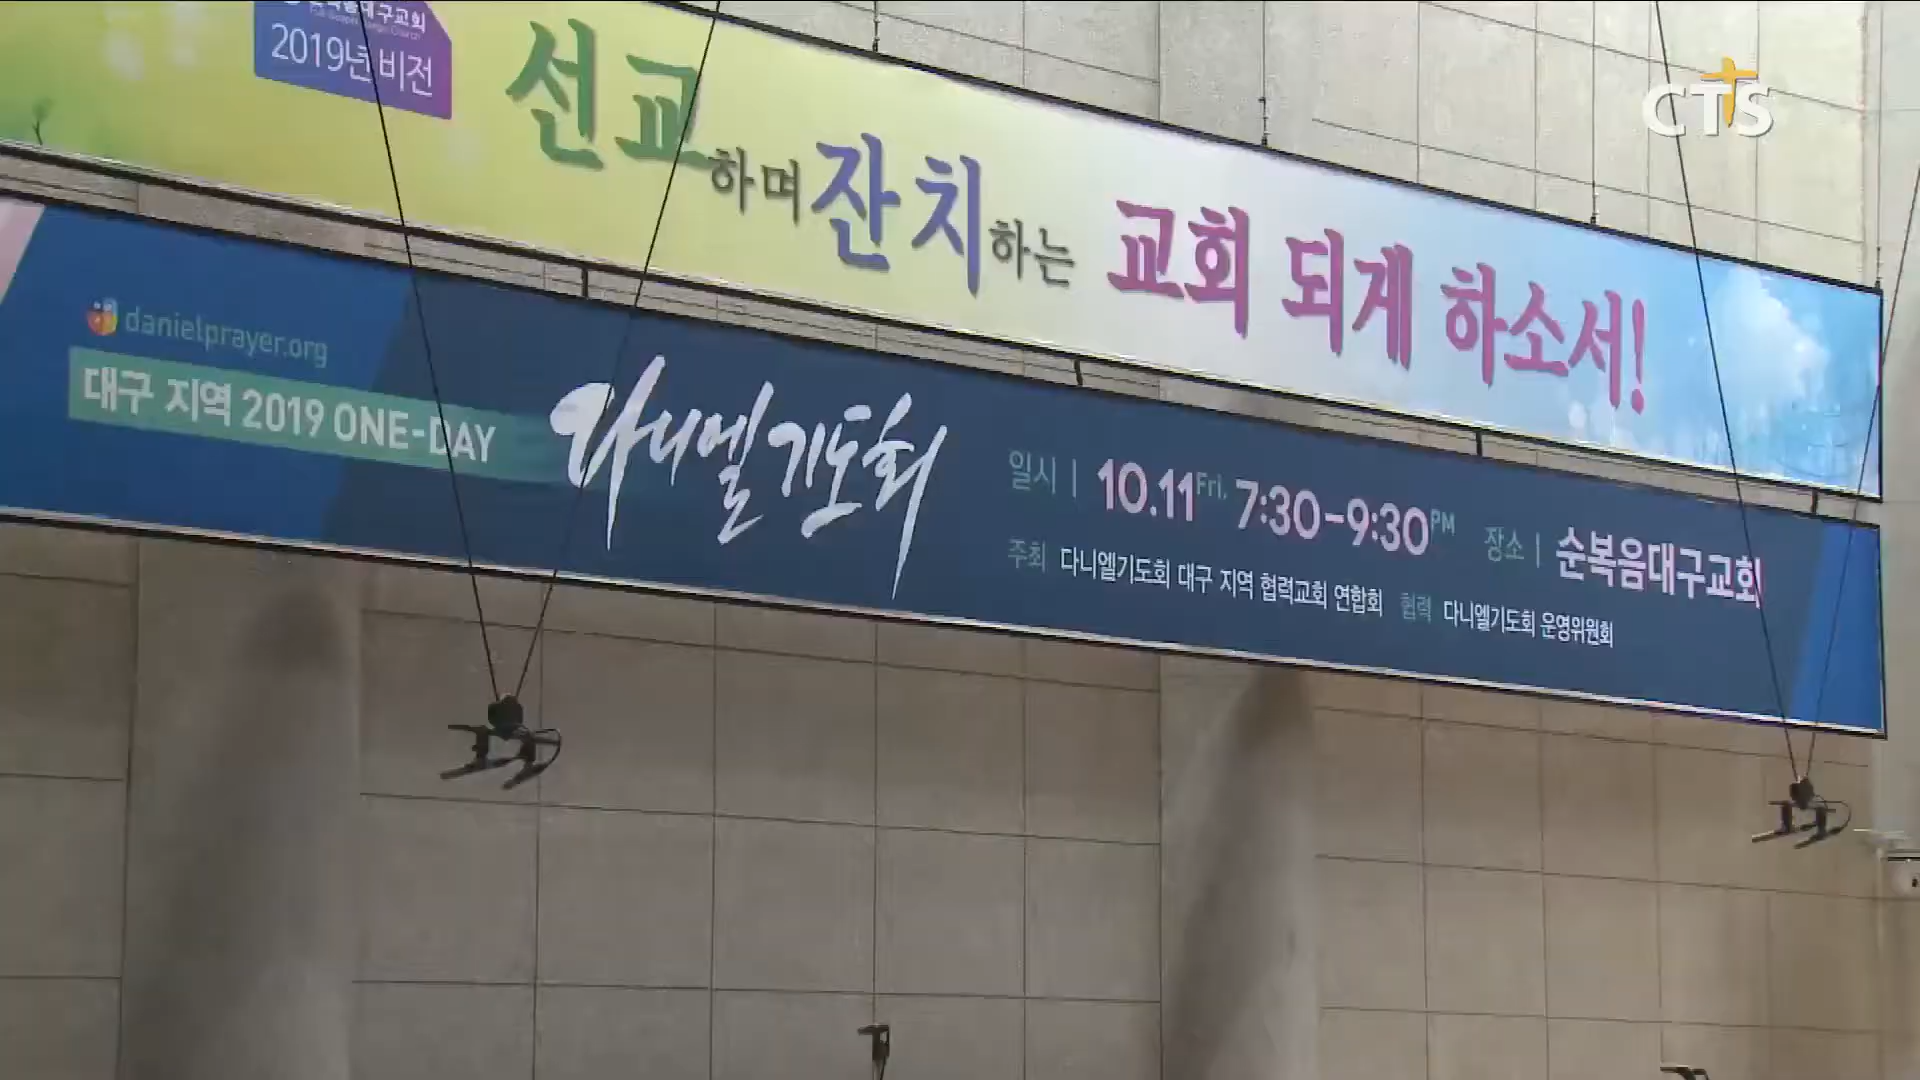 2019년 비전
선교하며 잔치하는 교회 되게 하소서!
CTS
danielprayer.org
대구 지역 2019 ONE-DAY
다니엘기도회
일시 | 10.11 Fri. 7:30-9:30 PM 장소 | 순복음대구교회
주최 다니엘기도회 대구 지역 협력교회 연합회 협력 다니엘기도회 운영위원회